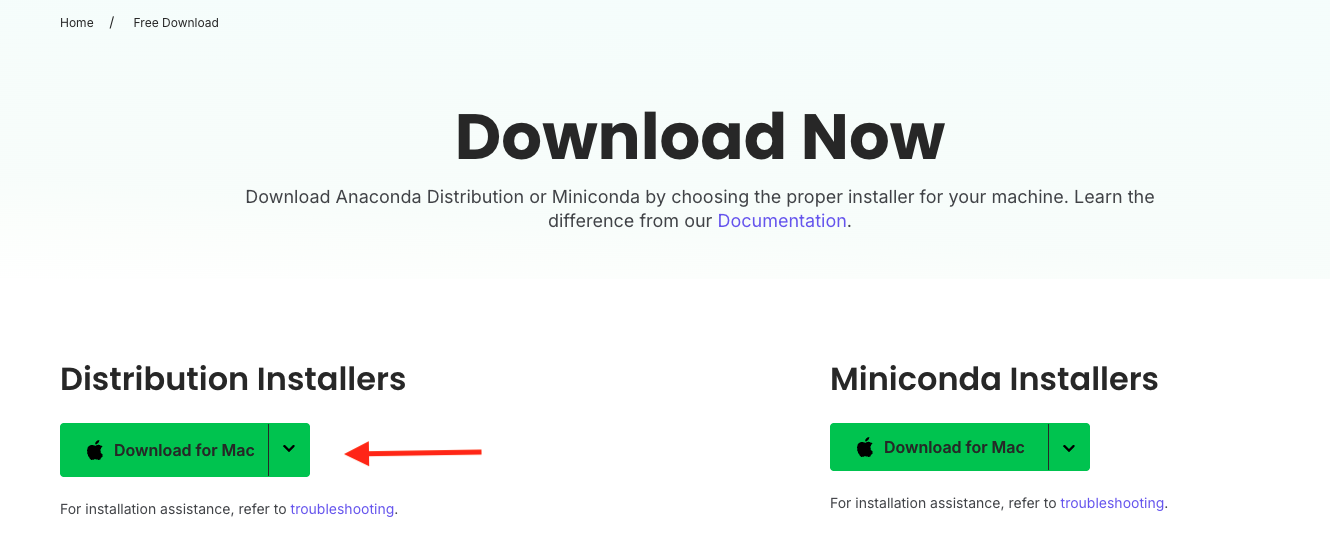 Home / Free Download
Download Now
Download Anaconda Distribution or Miniconda by choosing the proper installer for your machine. Learn the
difference from our Documentation.
Distribution Installers
Download for Mac
For installation assistance, refer to troubleshooting.
Miniconda Installers
Download for Mac
For installation assistance, refer to troubleshooting.